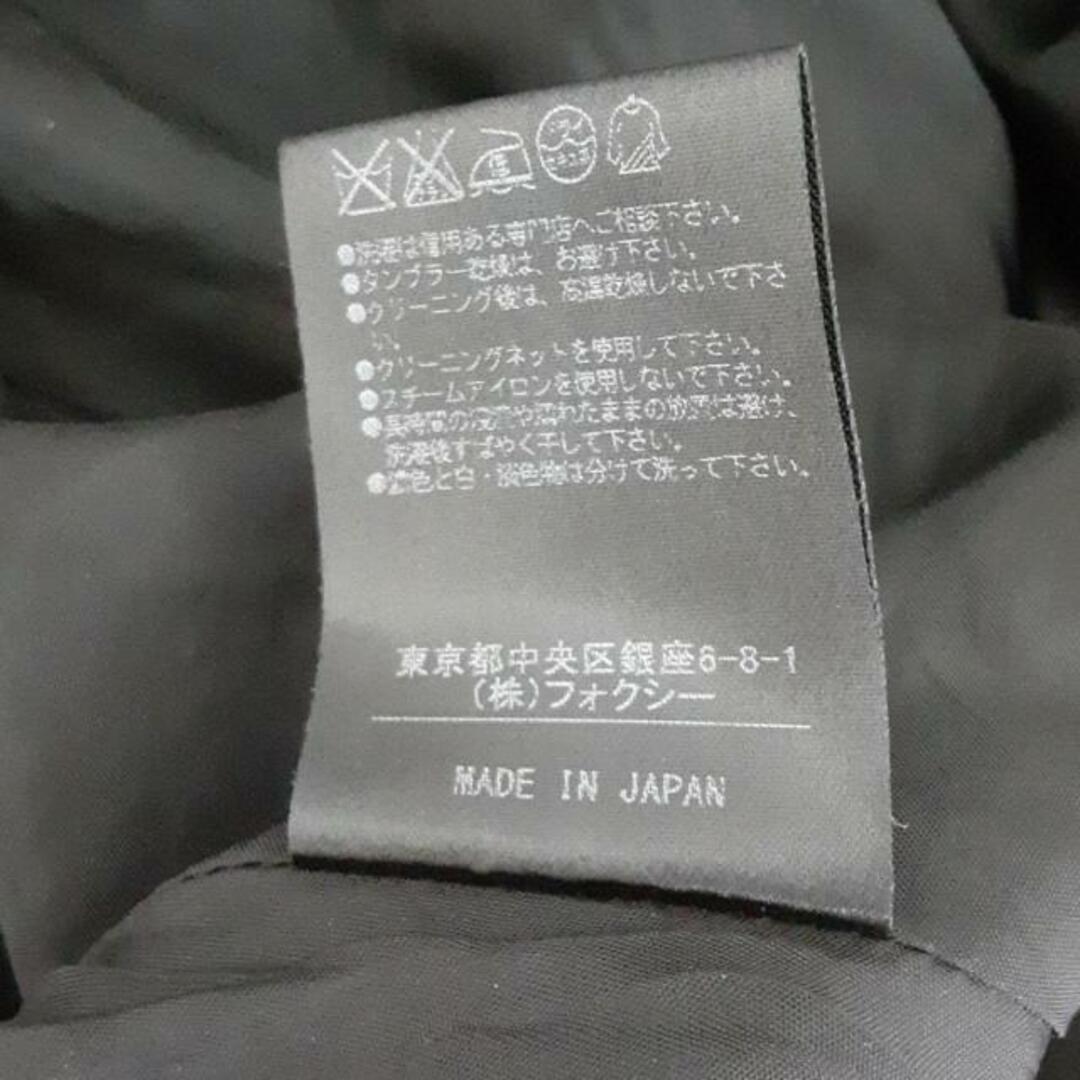 ●洗濯は信用ある専門店へご相談下さい。
●タンブラー乾燥は、お避け下さい。
●クリーニング後は、高温乾燥しないで下さ
い。
●クリーニングネットを使用して下さい。
●スチームアイロンを使用しないで下さい。
●長時間の浸漬や濡れたままの放置は避け、
洗濯後すばやく干して下さい。
●濃色と白・淡色物は分けて洗って下さい。
東京都中央区銀座6-8-1
(株)フォクシー
MADE IN JAPAN